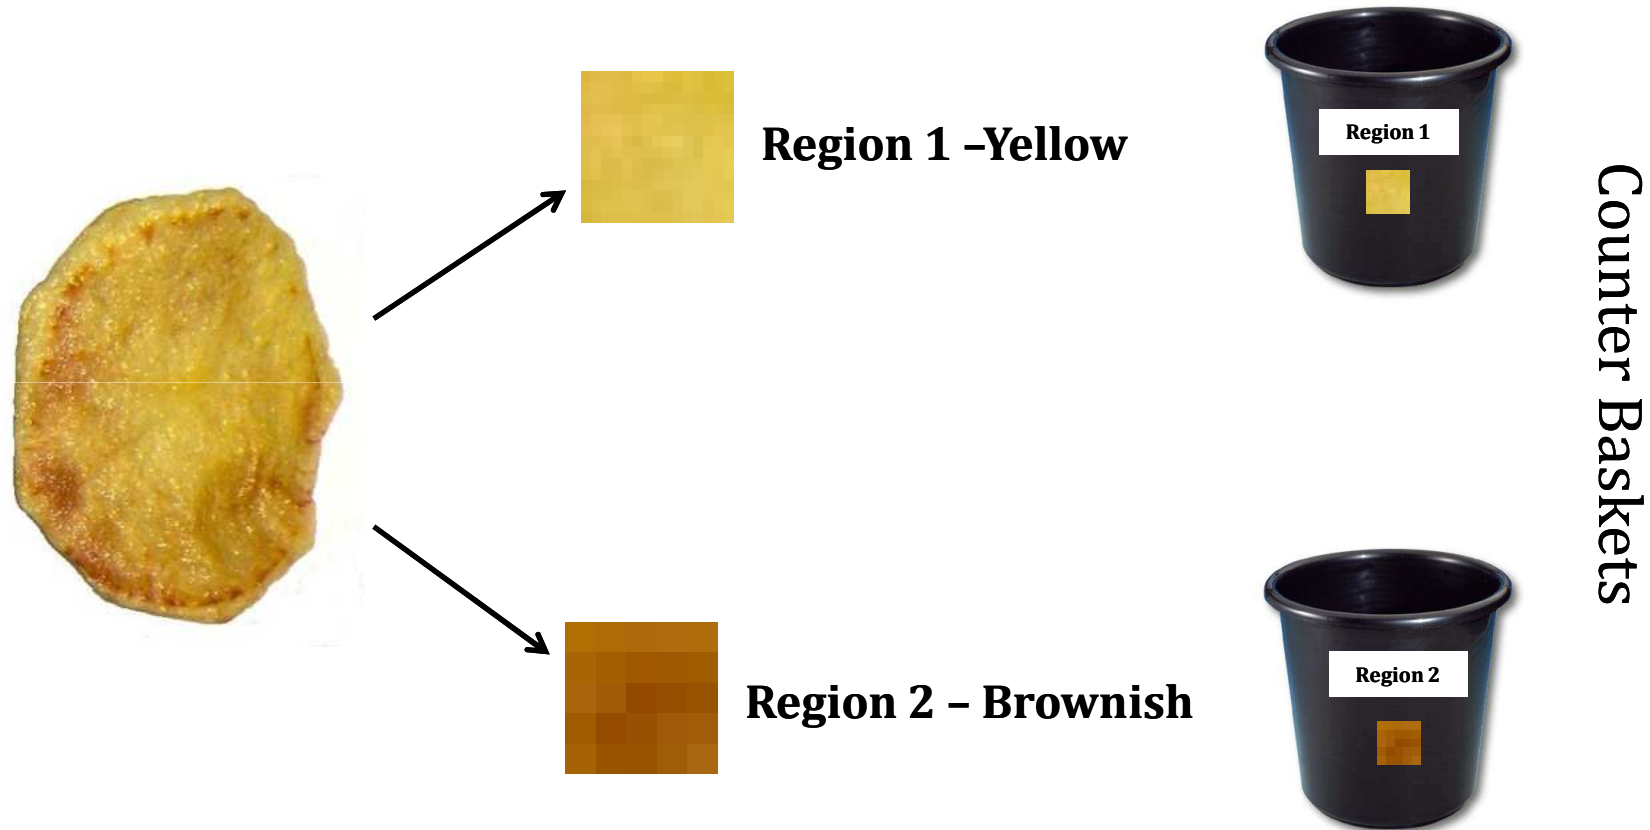 Region 1 –Yellow
Region 1
Counter Baskets
Region 2 – Brownish
Region 2